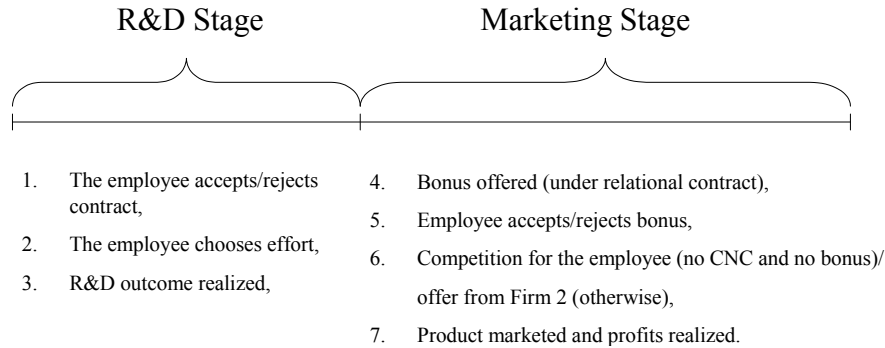 R&D Stage
Marketing Stage
1. The employee accepts/rejects
contract,
2. The employee chooses effort,
3. R&D outcome realized,
4. Bonus offered (under relational contract),
5. Employee accepts/rejects bonus,
6. Competition for the employee (no CNC and no bonus)/
offer from Firm 2 (otherwise),
7. Product marketed and profits realized.